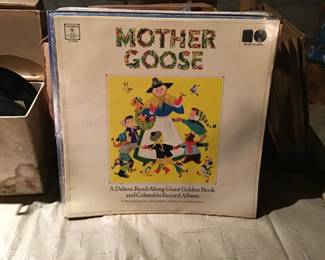 MOTHER
GOOSE
A Deluxe Read-Along Giant Golden Book
and Columbia Record Album.